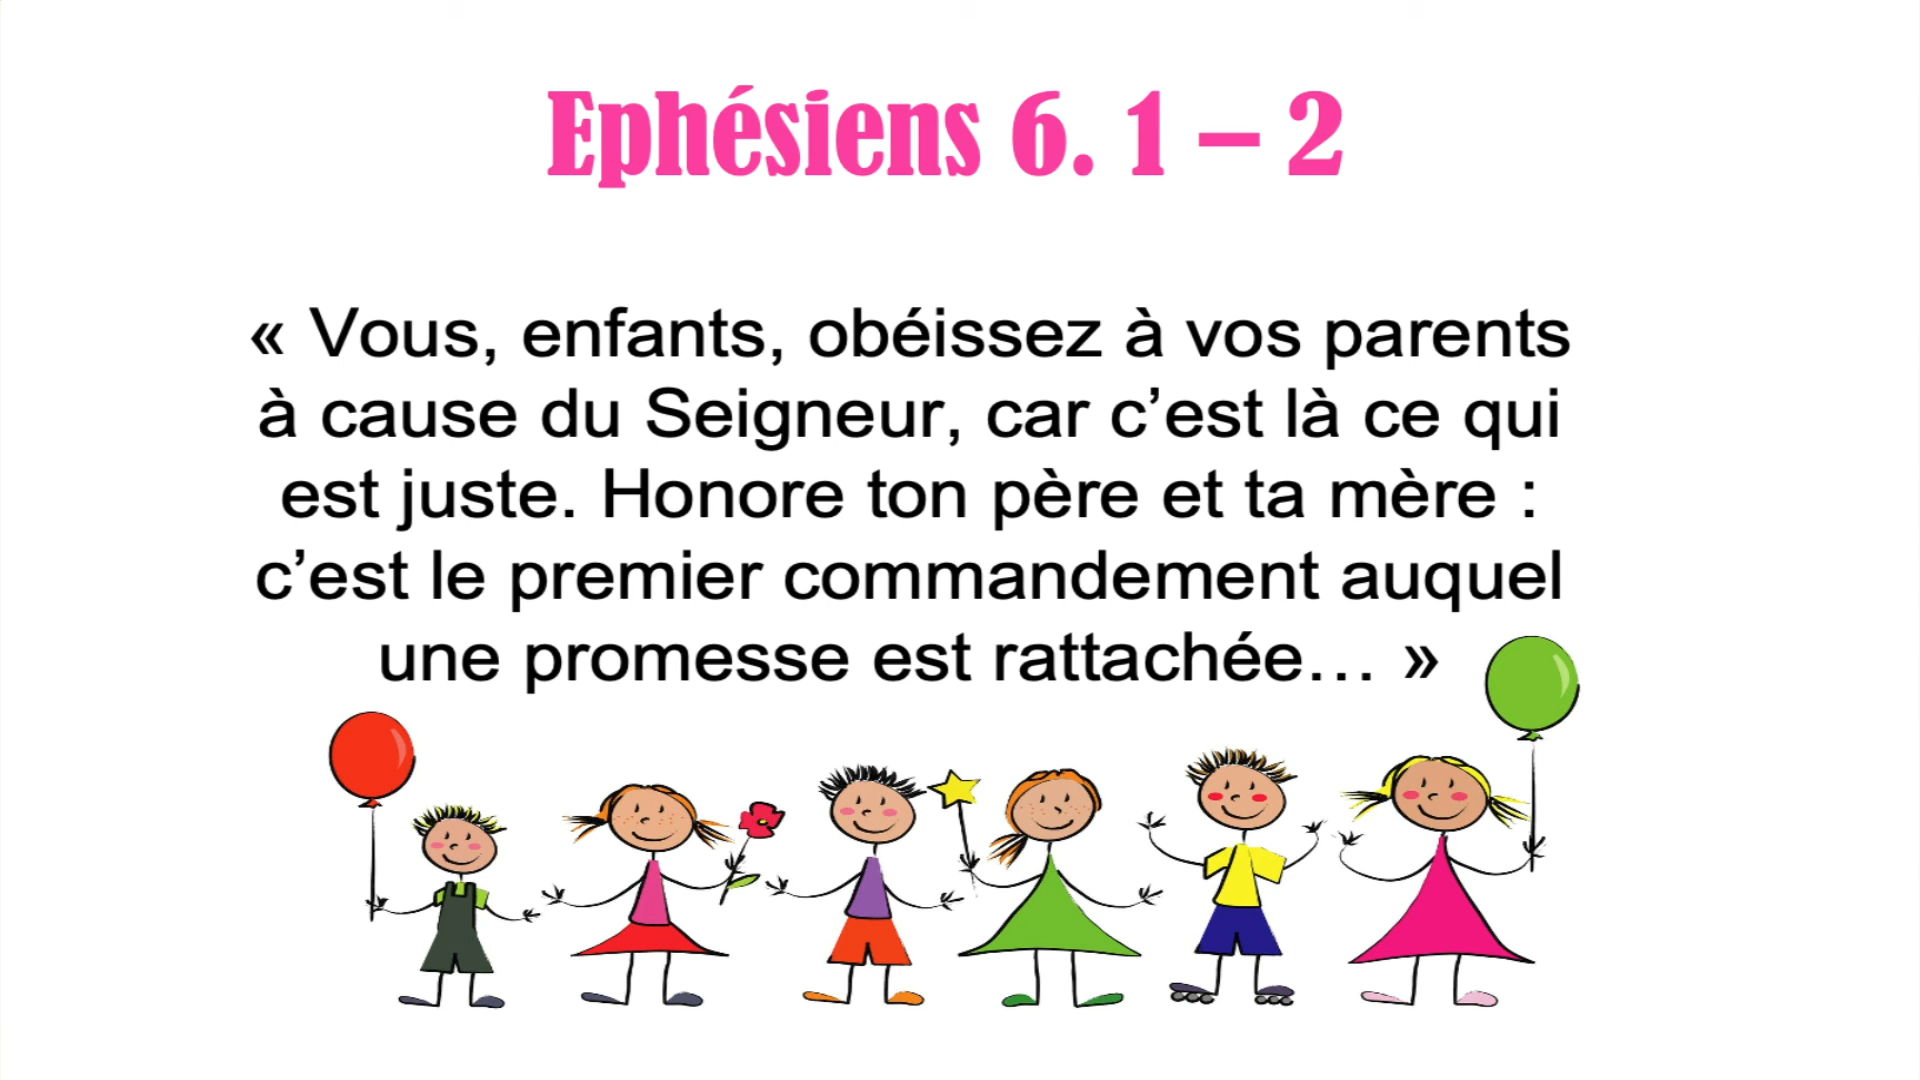 Ephésiens 6. 1 – 2
« Vous, enfants, obéissez à vos parents
à cause du Seigneur, car c’est là ce qui
est juste. Honore ton père et ta mère :
c’est le premier commandement auquel
une promesse est rattachée… »